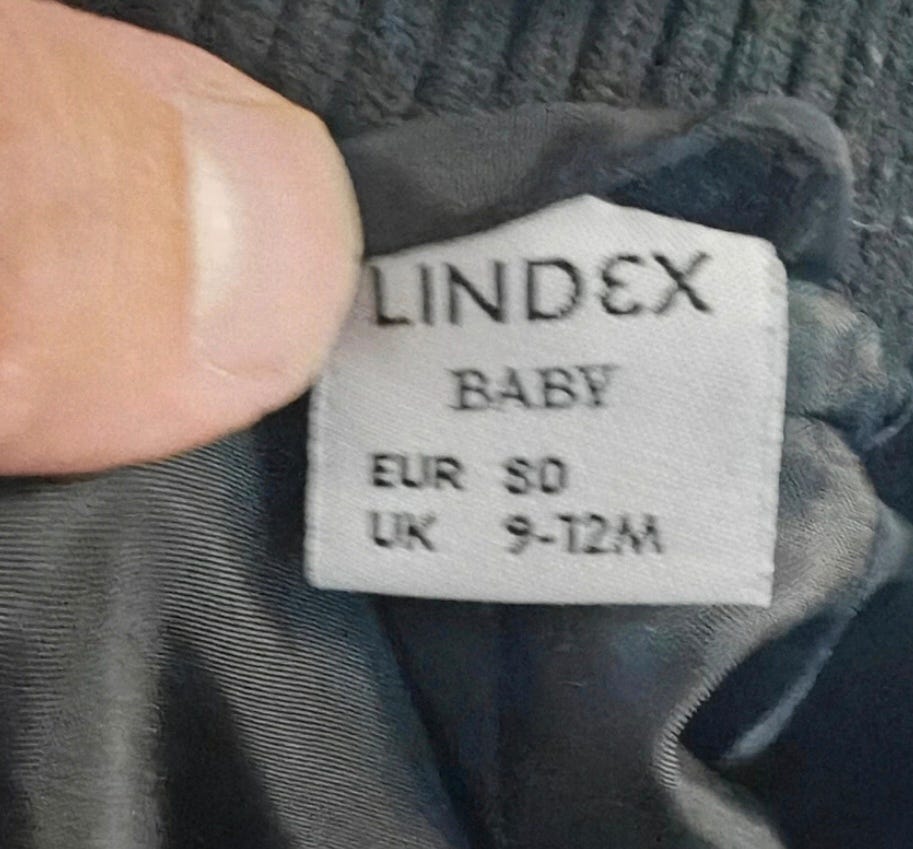 LINDEX
BABY
EUR 80
UK 9-12M